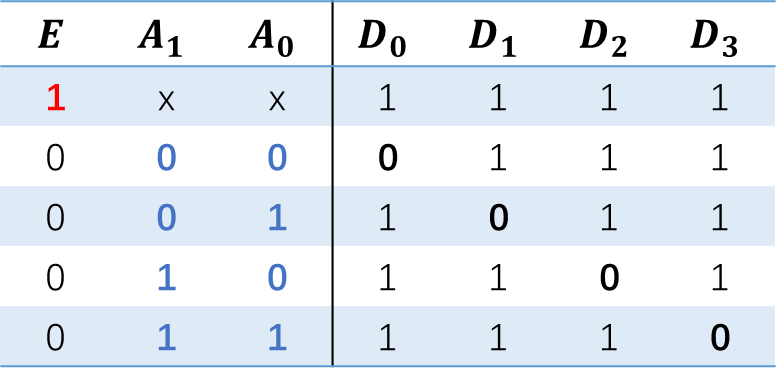 E A₁ A₀ D₀ D₁ D₂ D₃
1 x x 1 1 1 1
0 0 0 0 1 1 1
0 0 1 1 0 1 1
0 1 0 1 1 0 1
0 1 1 1 1 1 0